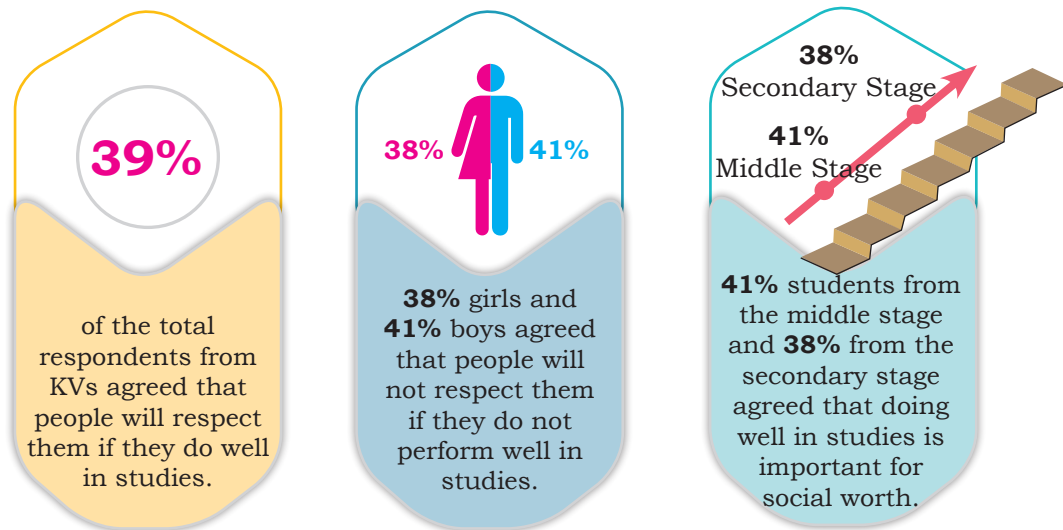 39%
of the total
respondents from
KVs agreed that
people will respect
them if they do well
in studies.
38%
41%
38% girls and
41% boys agreed
that people will
not respect them
if they do not
perform well in
studies.
38%
Secondary Stage
41%
Middle Stage
41% students from
the middle stage
and 38% from the
secondary stage
agreed that doing
well in studies is
important for
social worth.